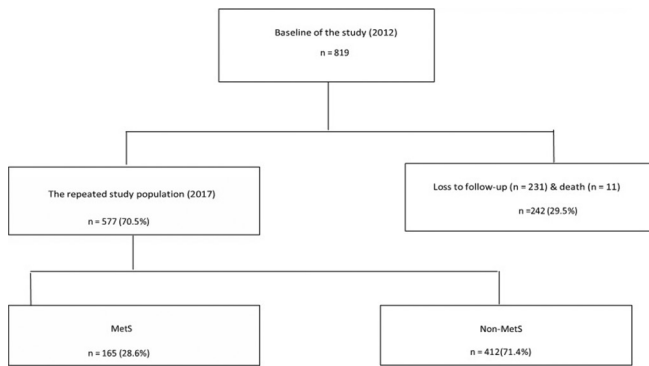 Baseline of the study (2012)
n = 819
The repeated study population (2017)
n = 577 (70.5%)
Loss to follow-up (n = 231) & death (n = 11)
n =242 (29.5%)
MetS
n = 165 (28.6%)
Non-MetS
n = 412(71.4%)